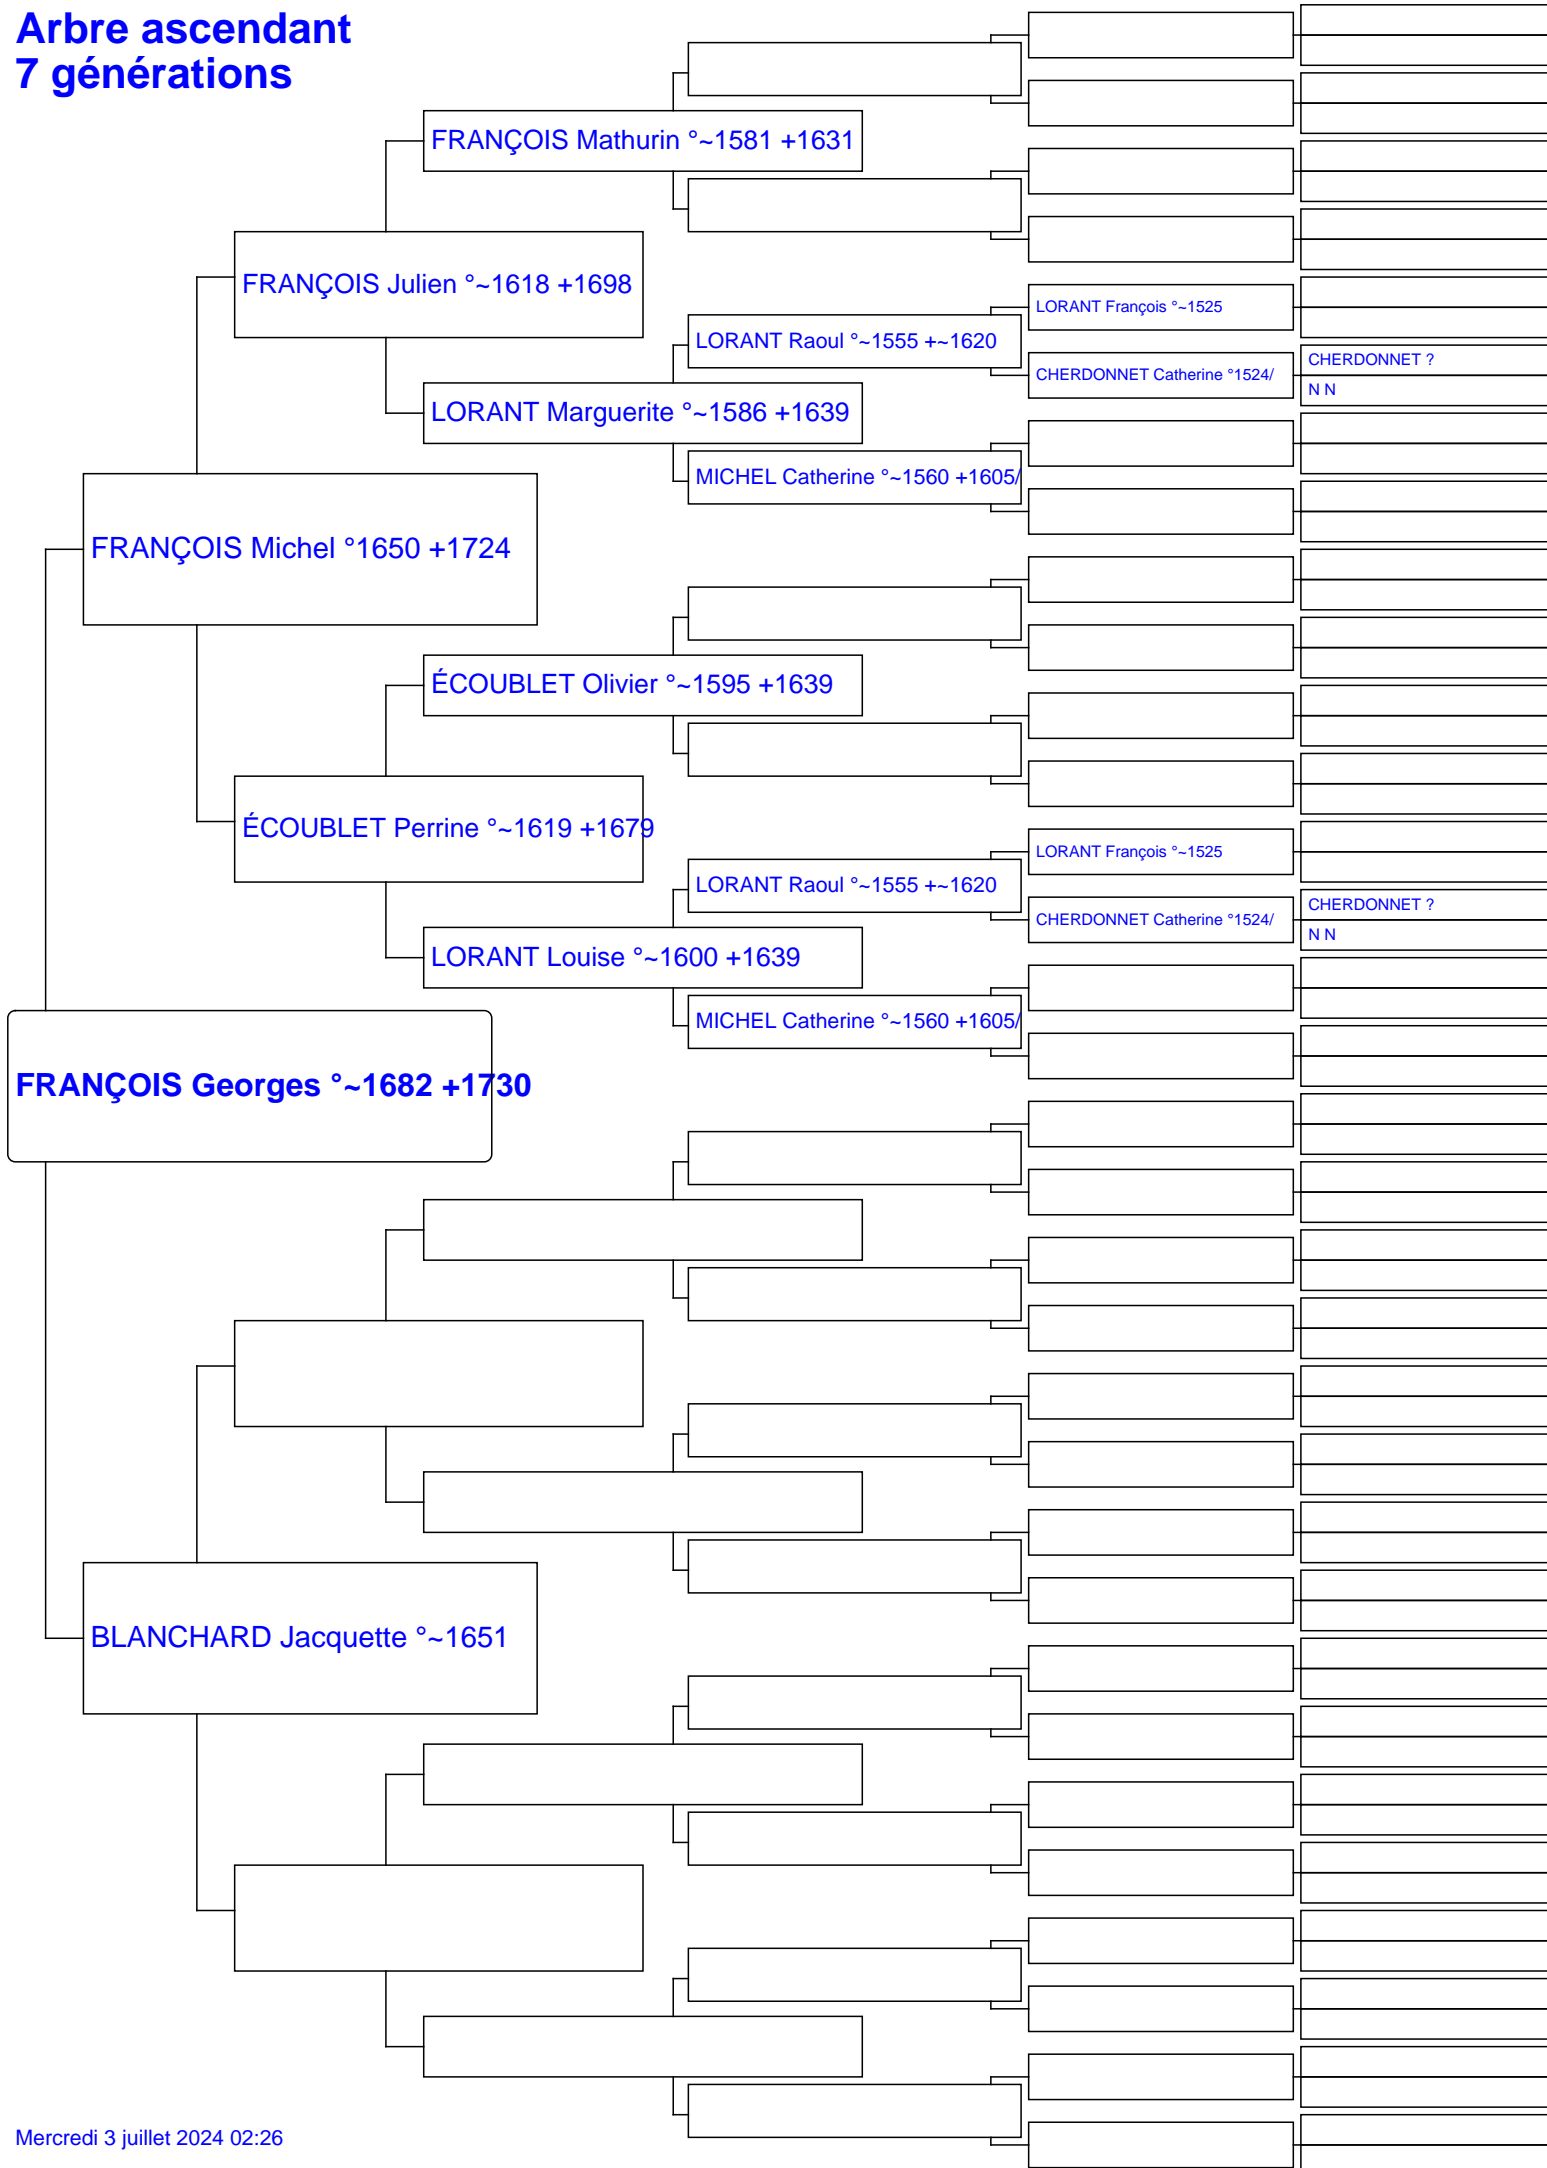 Arbre ascendant
7 générations
FRANÇOIS Mathurin °~1581 +1631
FRANÇOIS Julien °~1618 +1698
LORANT François °~1525
LORANT Raoul °~1555 +~1620
CHERDONNET ?
CHERDONNET Catherine °1524/
N N
LORANT Marguerite °~1586 +1639
MICHEL Catherine °~1560 +1605/
FRANÇOIS Michel °1650 +1724
ÉCOUBLET Olivier °~1595 +1639
ÉCOUBLET Perrine °~1619 +1679
LORANT François °~1525
LORANT Raoul °~1555 +~1620
CHERDONNET ?
CHERDONNET Catherine °1524/
N N
LORANT Louise °~1600 +1639
MICHEL Catherine °~1560 +1605/
FRANÇOIS Georges °~1682 +1730
BLANCHARD Jacquette °~1651
Mercredi 3 juillet 2024 02:26